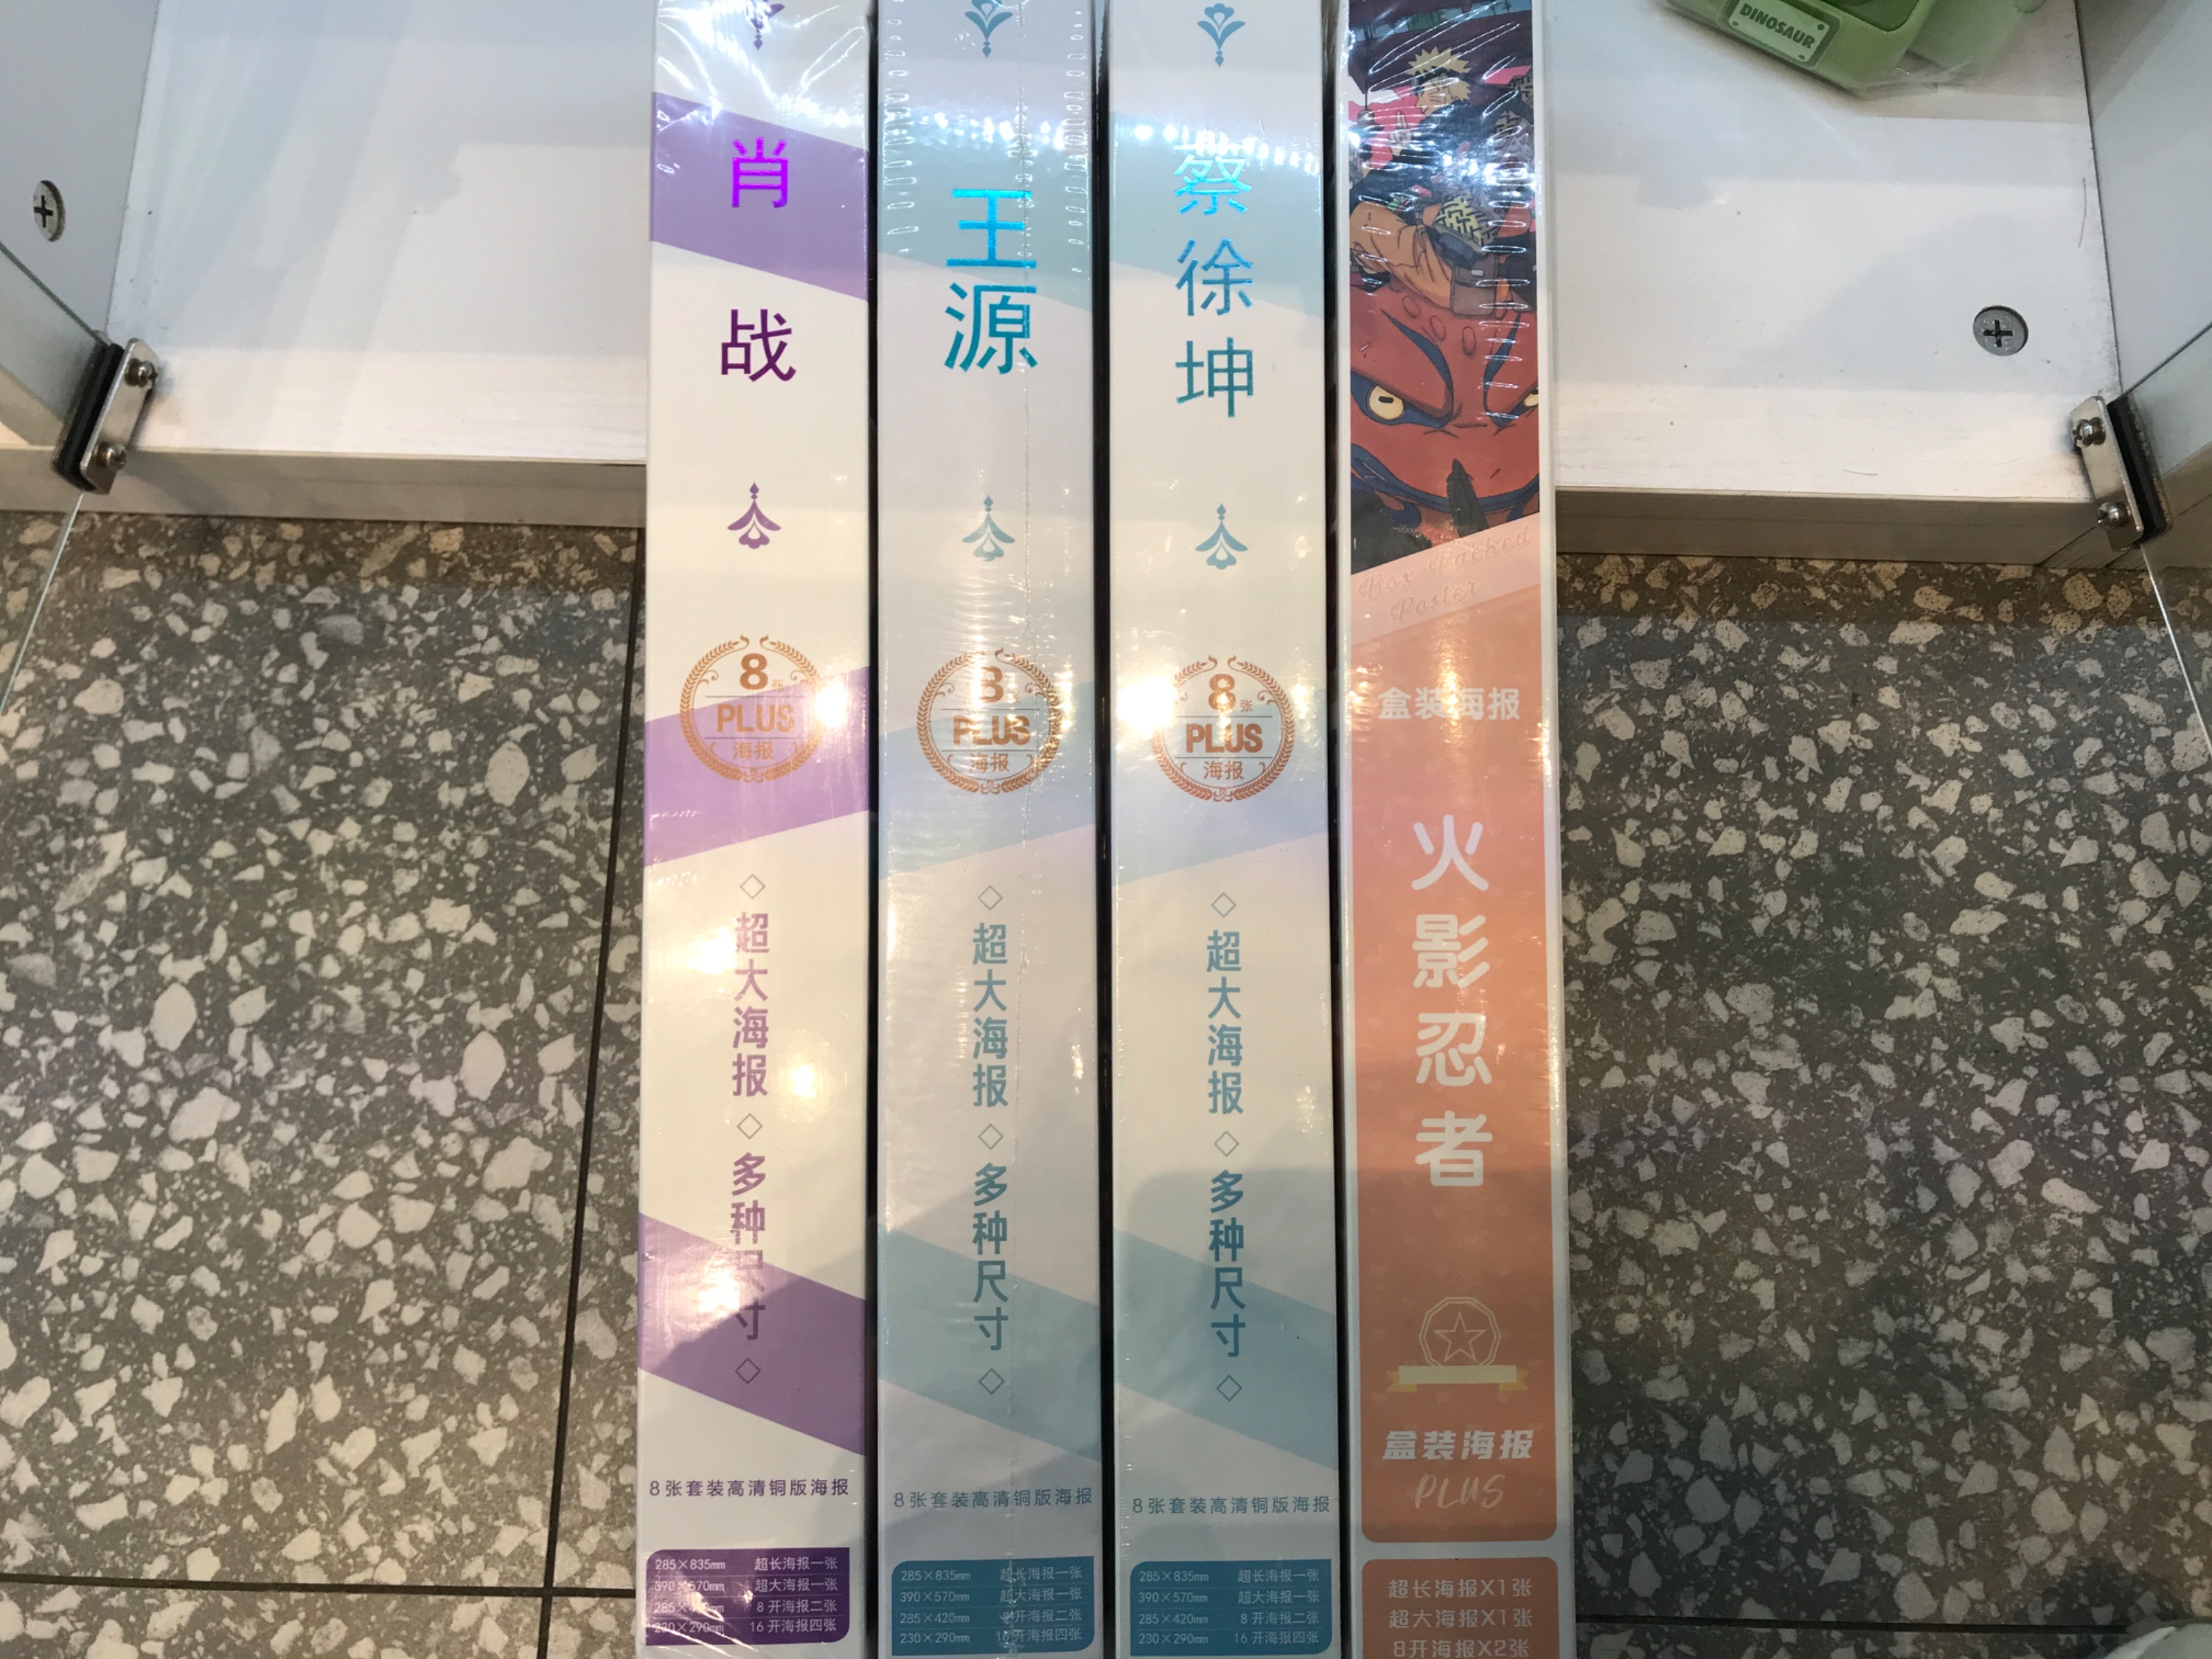 肖战
8张
PLUS
海报
◇超大海报◇多种尺寸◇
8张套装高清铜版海报
285×835mm 超长海报一张
390×570mm 超大海报一张
8开海报二张
230×290mm 16开海报四张
王源
8
PLUS
海报
◇超大海报◇多种尺寸◇
8张套装高清铜版海报
285×835mm 超长海报一张
390×570mm 超大海报一张
285×420mm 8开海报二张
230×290mm 16开海报四张
蔡徐坤
8张
PLUS
海报
◇超大海报◇多种尺寸◇
8张套装高清铜版海报
285×835mm 超长海报一张
390×570mm 超大海报一张
285×420mm 8开海报二张
230×290mm 16开海报四张
Box Packed
Poster
盒装海报
火影忍者
盒装海报
PLUS
超长海报X1张
超大海报X1张
8开海报X2张
DINOSAUR